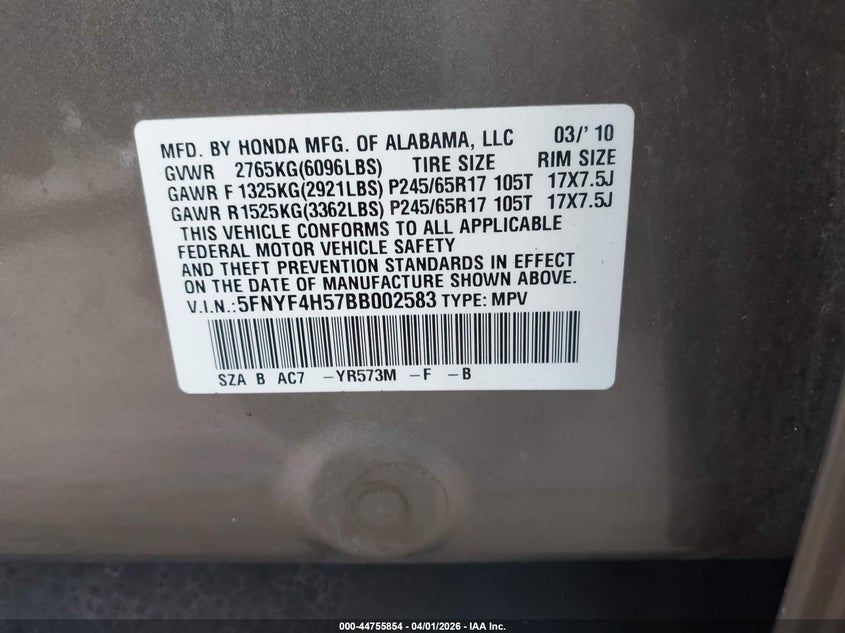 MFD. BY HONDA MFG. OF ALABAMA, LLC 03/' 10
GVWR 2765KG(6096LBS) TIRE SIZE RIM SIZE
GAWR F 1325KG(2921LBS) P245/65R17 105T 17X7.5J
GAWR R1525KG(3362LBS) P245/65R17 105T 17X7.5J
THIS VEHICLE CONFORMS TO ALL APPLICABLE
FEDERAL MOTOR VEHICLE SAFETY
AND THEFT PREVENTION STANDARDS IN EFFECT
ON THE DATE OF MANUFACTURE SHOWN ABOVE.
V.I.N.:5FNYF4H57BB002583 TYPE: MPV
SZA B AC7 -YR573M -F -B
000-44755854 | 04/01/2026 | IAA Inc.